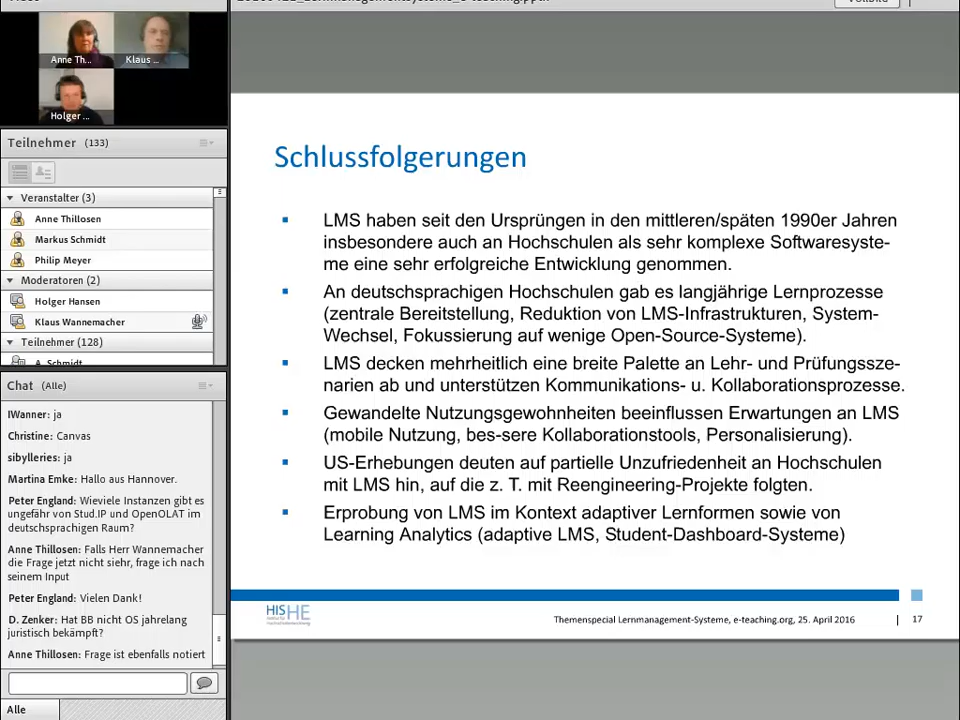 Vollbild
Anne Th...
Klaus ...
Holger ...
Teilnehmer (133)
Veranstalter (3)
Anne Thillosen
Markus Schmidt
Philip Meyer
Moderatoren (2)
Holger Hansen
Klaus Wannemacher
Teilnehmer (128)
A. Schmidt
Chat (Alle)
IWanner: ja
Christine: Canvas
sibylleries: ja
Martina Emke: Hallo aus Hannover.
Peter England: Wieviele Instanzen gibt es
ungefähr von Stud.IP und OpenOLAT im
deutschsprachigen Raum?
Anne Thillosen: Falls Herr Wannemacher
die Frage jetzt nicht siehr, frage ich nach
seinem Input
Peter England: Vielen Dank!
D. Zenker: Hat BB nicht OS jahrelang
juristisch bekämpft?
Anne Thillosen: Frage ist ebenfalls notiert
Alle
Schlussfolgerungen
▪ LMS haben seit den Ursprüngen in den mittleren/späten 1990er Jahren
insbesondere auch an Hochschulen als sehr komplexe Softwaresyste-
me eine sehr erfolgreiche Entwicklung genommen.
▪ An deutschsprachigen Hochschulen gab es langjährige Lernprozesse
(zentrale Bereitstellung, Reduktion von LMS-Infrastrukturen, System-
Wechsel, Fokussierung auf wenige Open-Source-Systeme).
▪ LMS decken mehrheitlich eine breite Palette an Lehr- und Prüfungssze-
narien ab und unterstützen Kommunikations- u. Kollaborationsprozesse.
▪ Gewandelte Nutzungsgewohnheiten beeinflussen Erwartungen an LMS
(mobile Nutzung, bes-sere Kollaborationstools, Personalisierung).
▪ US-Erhebungen deuten auf partielle Unzufriedenheit an Hochschulen
mit LMS hin, auf die z. T. mit Reengineering-Projekte folgten.
▪ Erprobung von LMS im Kontext adaptiver Lernformen sowie von
Learning Analytics (adaptive LMS, Student-Dashboard-Systeme)
HIS HE
Themenspecial Lernmanagement-Systeme, e-teaching.org, 25. April 2016 | 17